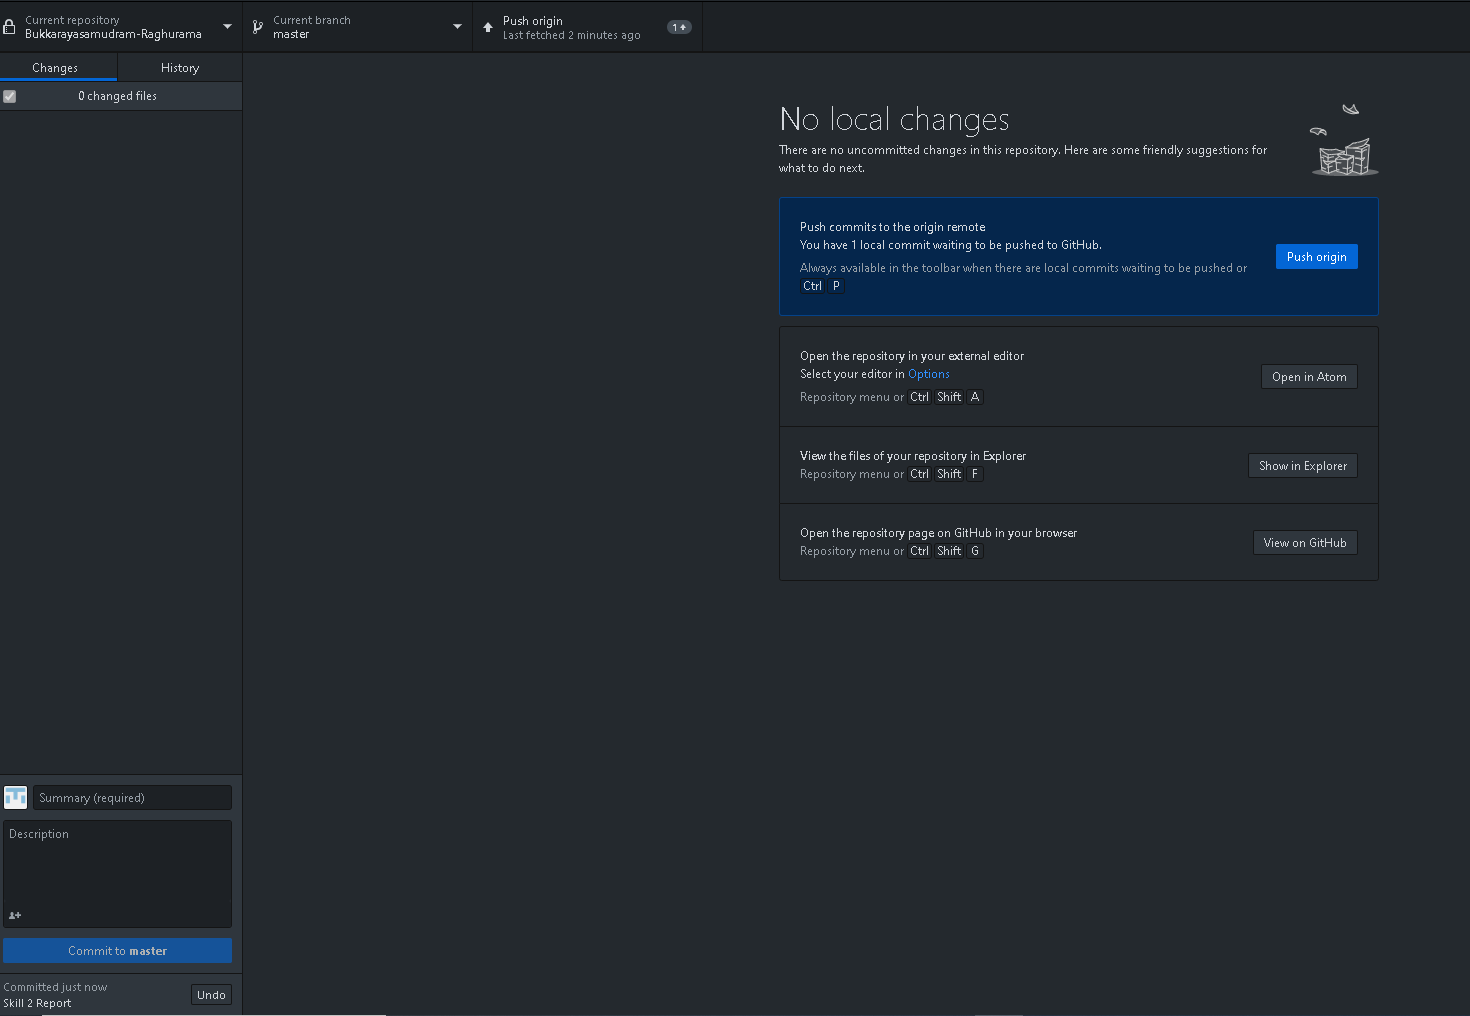 Current repository
Bukkarayasamudram-Raghurama
Current branch
master
Push origin
Last fetched 2 minutes ago
1
Changes
History
0 changed files
No local changes
There are no uncommitted changes in this repository. Here are some friendly suggestions for
what to do next.
Push commits to the origin remote
You have 1 local commit waiting to be pushed to GitHub.
Always available in the toolbar when there are local commits waiting to be pushed or
Ctrl P
Push origin
Open the repository in your external editor
Select your editor in Options
Repository menu or Ctrl Shift A
Open in Atom
View the files of your repository in Explorer
Repository menu or Ctrl Shift F
Show in Explorer
Open the repository page on GitHub in your browser
Repository menu or Ctrl Shift G
View on GitHub
Summary (required)
Description
Commit to master
Committed just now
Skill 2 Report
Undo